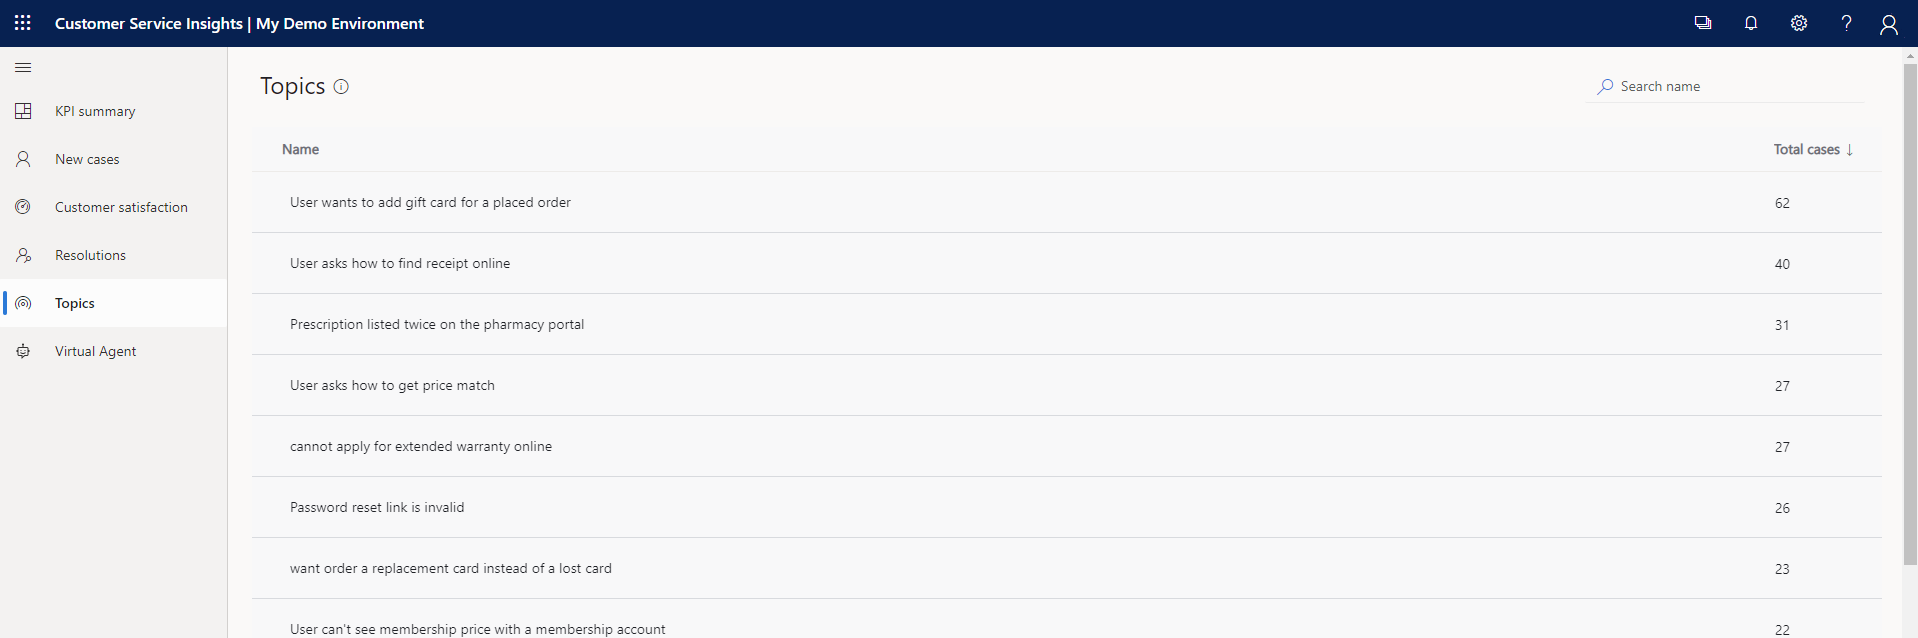 Customer Service Insights | My Demo Environment
KPI summary
New cases
Customer satisfaction
Resolutions
Topics
Virtual Agent
Topics
Search name
Name Total cases ↓
User wants to add gift card for a placed order 62
User asks how to find receipt online 40
Prescription listed twice on the pharmacy portal 31
User asks how to get price match 27
cannot apply for extended warranty online 27
Password reset link is invalid 26
want order a replacement card instead of a lost card 23
User can't see membership price with a membership account 22